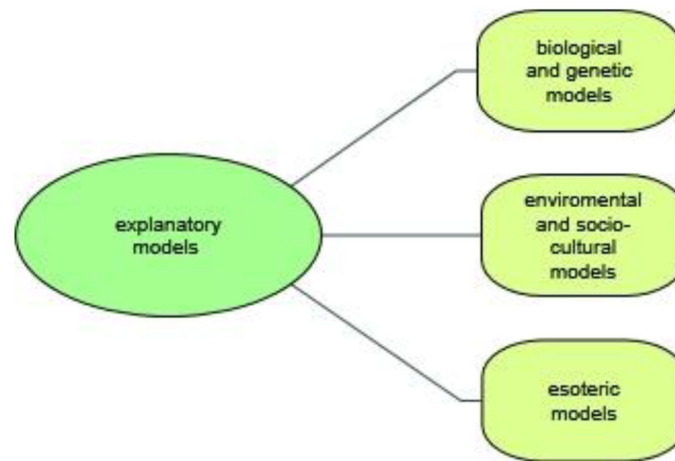 explanatory
models
biological
and genetic
models
enviromental
and socio-
cultural
models
esoteric
models